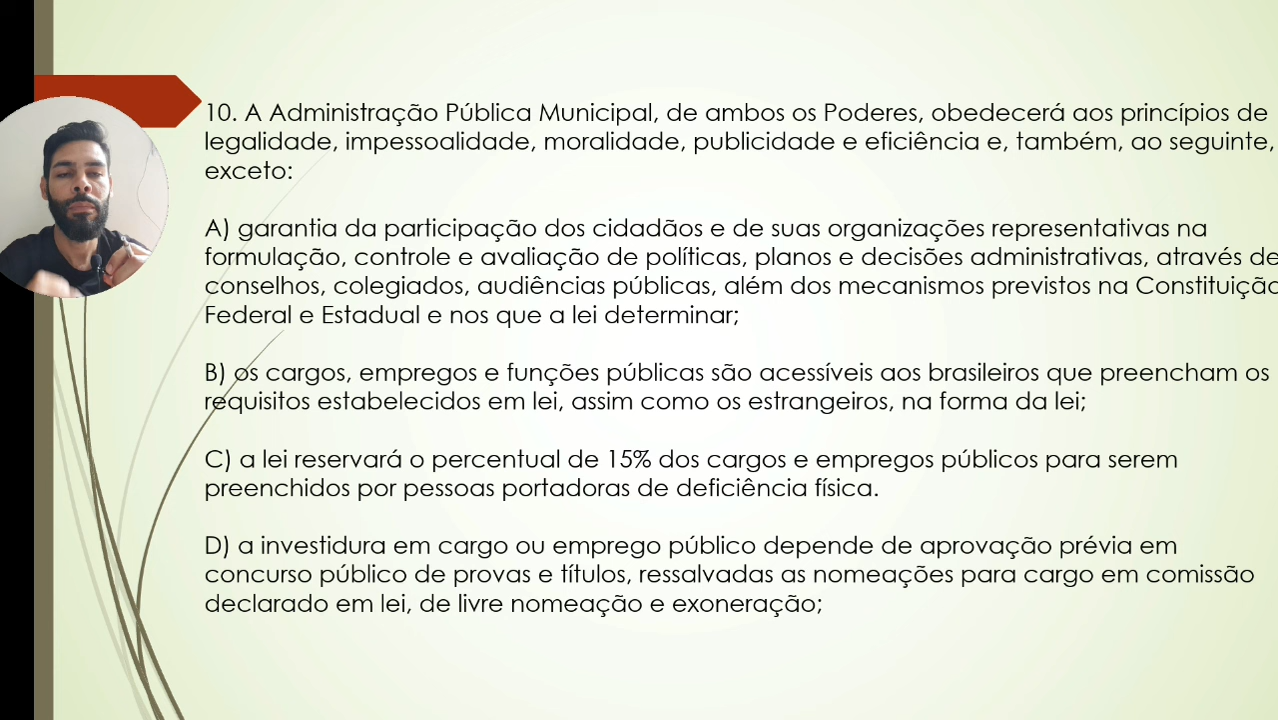 10. A Administração Pública Municipal, de ambos os Poderes, obedecerá aos princípios de
legalidade, impessoalidade, moralidade, publicidade e eficiência e, também, ao seguinte,
exceto:
A) garantia da participação dos cidadãos e de suas organizações representativas na
formulação, controle e avaliação de políticas, planos e decisões administrativas, através de
conselhos, colegiados, audiências públicas, além dos mecanismos previstos na Constituição
Federal e Estadual e nos que a lei determinar;
B) os cargos, empregos e funções públicas são acessíveis aos brasileiros que preencham os
requisitos estabelecidos em lei, assim como os estrangeiros, na forma da lei;
C) a lei reservará o percentual de 15% dos cargos e empregos públicos para serem
preenchidos por pessoas portadoras de deficiência física.
D) a investidura em cargo ou emprego público depende de aprovação prévia em
concurso público de provas e títulos, ressalvadas as nomeações para cargo em comissão
declarado em lei, de livre nomeação e exoneração;